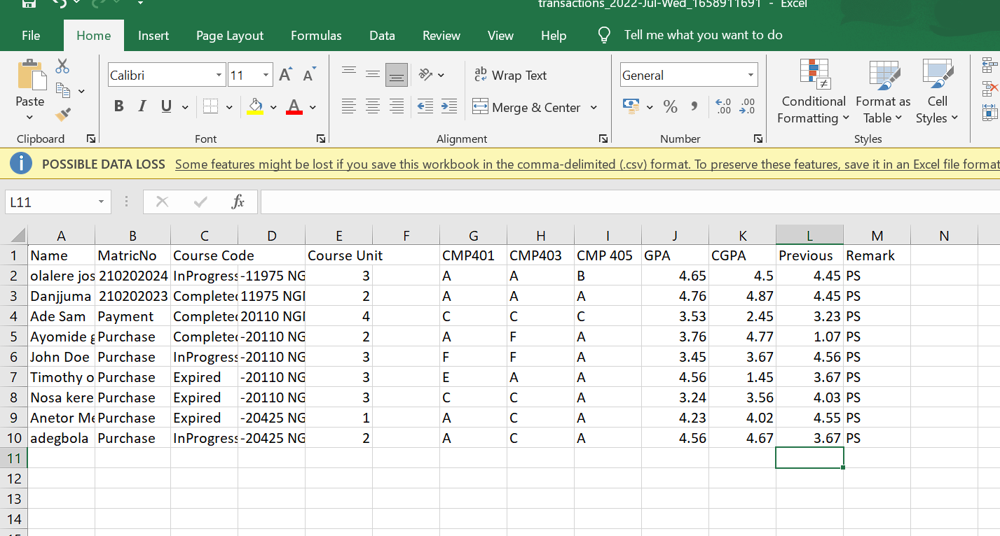 transactions_2022-Jul-Wed_1658911691 - Excel
File Home Insert Page Layout Formulas Data Review View Help Tell me what you want to do
Calibri 11 ab Wrap Text General
Paste B I U A Merge & Center % Conditional Formatting Format as Table Cell Styles
Clipboard Font Alignment Number Styles
POSSIBLE DATA LOSS Some features might be lost if you save this workbook in the comma-delimited (.csv) format. To preserve these features, save it in an Excel file format
L11 fx
A B C D E F G H I J K L M N
1 Name MatricNo Course Code Course Unit CMP401 CMP403 CMP 405 GPA CGPA Previous Remark
2 olalere jos 210202024 InProgress -11975 NG 3 A A B 4.65 4.5 4.45 PS
3 Danjjuma 210202023 Complete 11975 NG 2 A A A 4.76 4.87 4.45 PS
4 Ade Sam Payment Complete 20110 NG 4 C C C 3.53 2.45 3.23 PS
5 Ayomide g Purchase Complete -20110 NG 2 A F A 3.76 4.77 1.07 PS
6 John Doe Purchase InProgress -20110 NG 3 F F A 3.45 3.67 4.56 PS
7 Timothy o Purchase Expired -20110 NG 3 E A A 4.56 1.45 3.67 PS
8 Nosa kere Purchase Expired -20110 NG 3 C C A 3.24 3.56 4.03 PS
9 Anetor Me Purchase Expired -20425 NG 1 A C A 4.23 4.02 4.55 PS
10 adegbola Purchase InProgress -20425 NG 2 A C A 4.56 4.67 3.67 PS
11
12
13
14